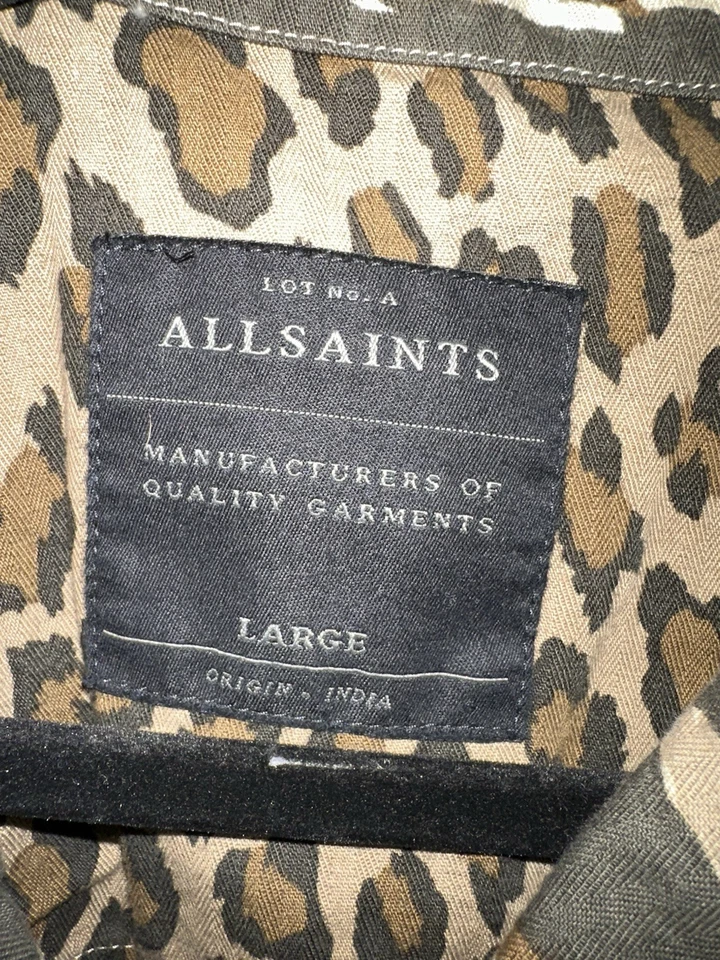 LOT No. A
ALLSAINTS
MANUFACTURERS OF
QUALITY GARMENTS
LARGE
ORIGIN . INDIA